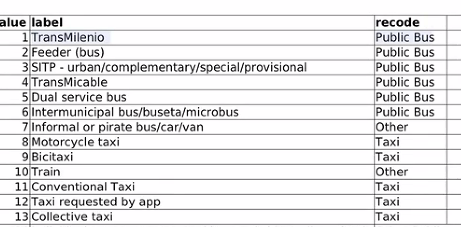 alue label recode
1 TransMilenio Public Bus
2 Feeder (bus) Public Bus
3 SITP - urban/complementary/special/provisional Public Bus
4 TransMicable Public Bus
5 Dual service bus Public Bus
6 Intermunicipal bus/buseta/microbus Public Bus
7 Informal or pirate bus/car/van Other
8 Motorcycle taxi Taxi
9 Bicitaxi Taxi
10 Train Other
11 Conventional Taxi Taxi
12 Taxi requested by app Taxi
13 Collective taxi Taxi